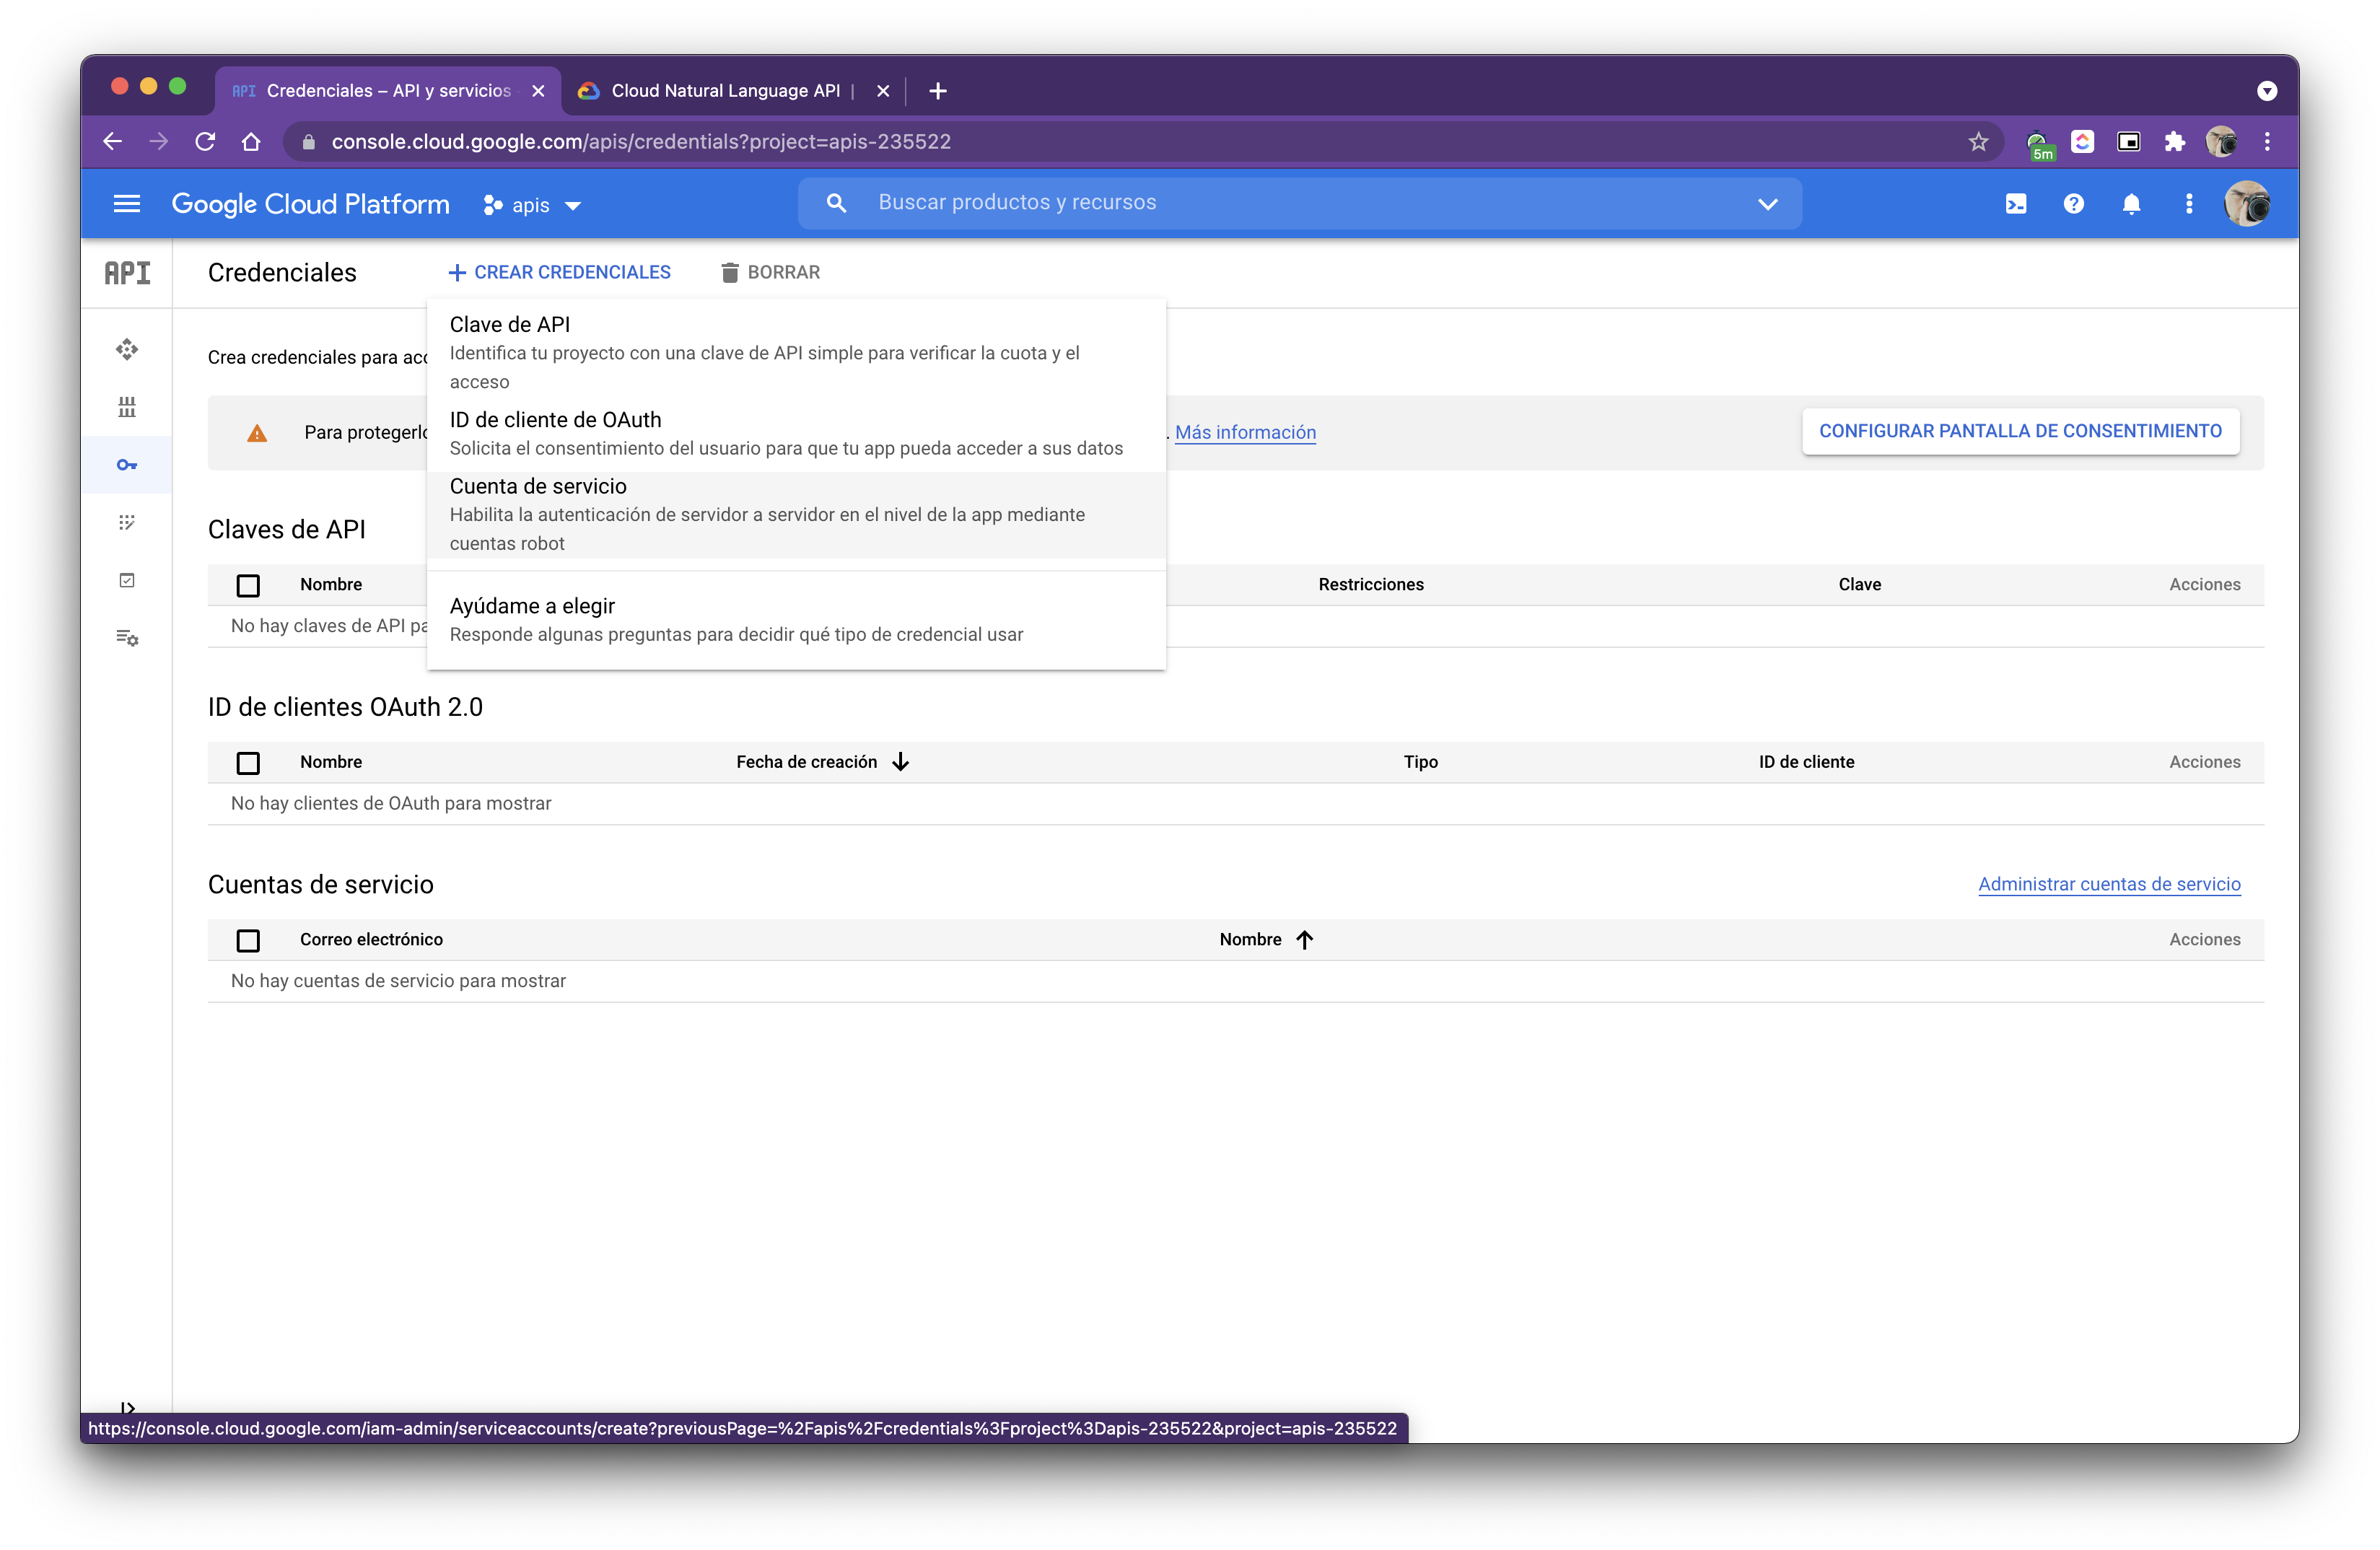 API Credenciales – API y servicios
Cloud Natural Language API |
console.cloud.google.com/apis/credentials?project=apis-235522
5m
Google Cloud Platform
apis
Buscar productos y recursos
API
Credenciales
CREAR CREDENCIALES
BORRAR
Clave de API
Identifica tu proyecto con una clave de API simple para verificar la cuota y el
acceso
ID de cliente de OAuth
Solicita el consentimiento del usuario para que tu app pueda acceder a sus datos
Cuenta de servicio
Habilita la autenticación de servidor a servidor en el nivel de la app mediante
cuentas robot
Ayúdame a elegir
Responde algunas preguntas para decidir qué tipo de credencial usar
Crea credenciales para
Para
. Más información
CONFIGURAR PANTALLA DE CONSENTIMIENTO
Claves de API
Nombre Restricciones Clave Acciones
No hay claves de API
ID de clientes OAuth 2.0
Nombre Fecha de creación Tipo ID de cliente Acciones
No hay clientes de OAuth para mostrar
Cuentas de servicio
Administrar cuentas de servicio
Correo electrónico Nombre Acciones
No hay cuentas de servicio para mostrar
https://console.cloud.google.com/iam-admin/serviceaccounts/create?previousPage=%2Fapis%2Fcredentials%3Fproject%3Dapis-235522&project=apis-235522